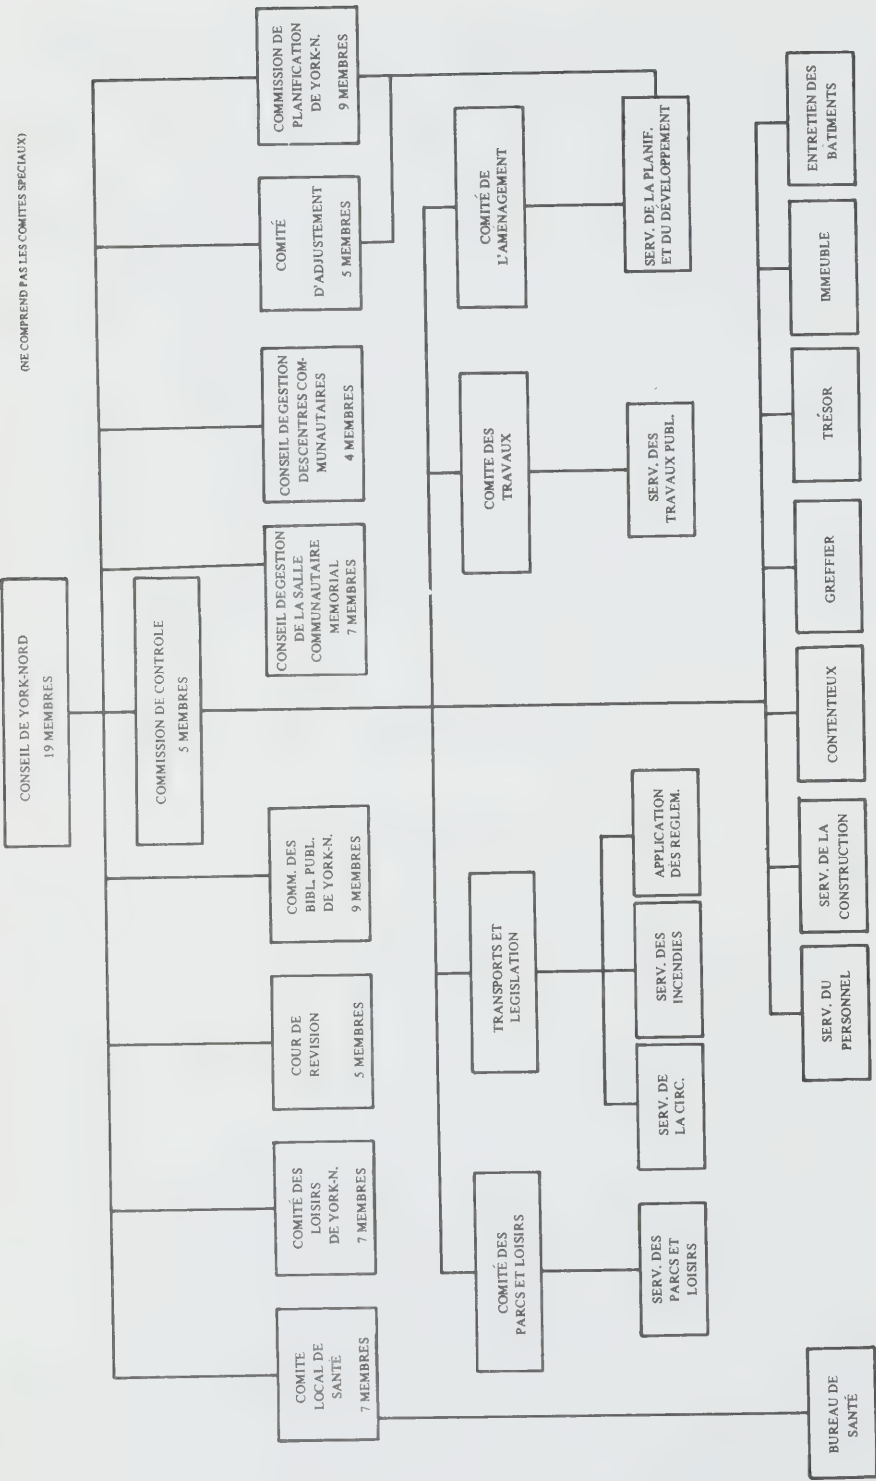 (NE COMPREND PAS LES COMITES SPÉCIAUX)
CONSEIL DE YORK-NORD
19 MEMBRES
COMMISSION DE CONTROLE
5 MEMBRES
COMITE
LOCAL DE
SANTÉ
7 MEMBRES
COMITÉ DES
LOISIRS
DE YORK-N.
7 MEMBRES
COUR DE
REVISION
5 MEMBRES
COMM. DES
BIBL. PUBL.
DE YORK-N.
9 MEMBRES
CONSEIL DE GESTION
DE LA SALLE
COMMUNAUTAIRE
MEMORIAL
7 MEMBRES
CONSEIL DE GESTION
DESCENTRES COM-
MUNAUTAIRES
4 MEMBRES
COMITÉ
D'ADJUSTEMENT
5 MEMBRES
COMMISSION DE
PLANIFICATION
DE YORK-N.
9 MEMBRES
COMITÉ DES
PARCS ET LOISIRS
TRANSPORTS ET
LEGISLATION
COMITE DES
TRAVAUX
COMITÉ DE
L'AMÉNAGEMENT
SERV. DES
PARCS ET
LOISIRS
SERV. DE
LA CIRC.
SERV. DES
INCENDIES
APPLICATION
DES REGLEM.
SERV. DES
TRAVAUX PUBL.
SERV. DE LA PLANIF.
ET DU DÉVELOPPEMENT
BUREAU DE
SANTÉ
SERV. DU
PERSONNEL
SERV. DE LA
CONSTRUCTION
CONTENTIEUX
GREFFIER
TRÉSOR
IMMEUBLE
ENTRETIEN DES
BÂTIMENTS